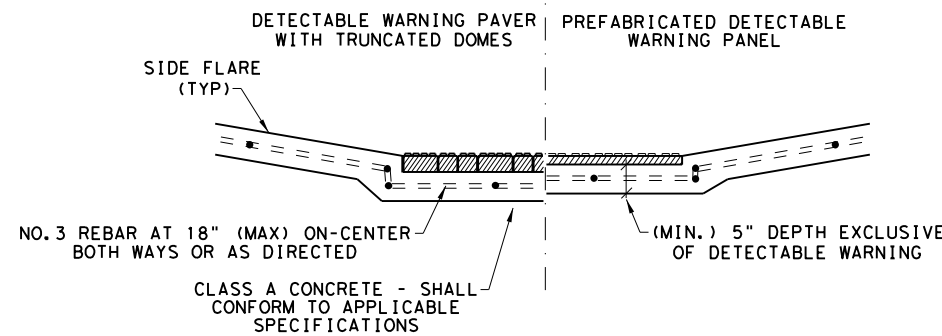 DETECTABLE WARNING PAVER
WITH TRUNCATED DOMES
PREFABRICATED DETECTABLE
WARNING PANEL
SIDE FLARE
(TYP)
NO.3 REBAR AT 18" (MAX) ON-CENTER
BOTH WAYS OR AS DIRECTED
(MIN.) 5" DEPTH EXCLUSIVE
OF DETECTABLE WARNING
CLASS A CONCRETE - SHALL
CONFORM TO APPLICABLE
SPECIFICATIONS